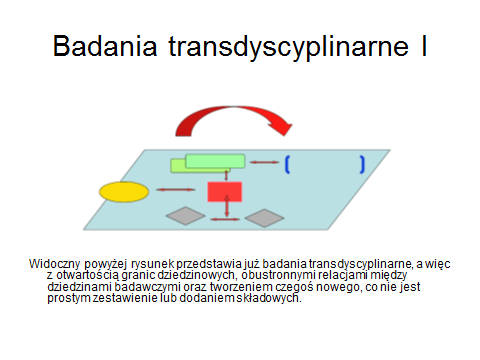 Badania transdyscyplinarne I
Widoczny powyżej rysunek przedstawia już badania transdyscyplinarne, a więc
z otwartością granic dziedzinowych, obustronnymi relacjami między
dziedzinami badawczymi oraz tworzeniem czegoś nowego, co nie jest
prostym zestawienie lub dodaniem składowych.